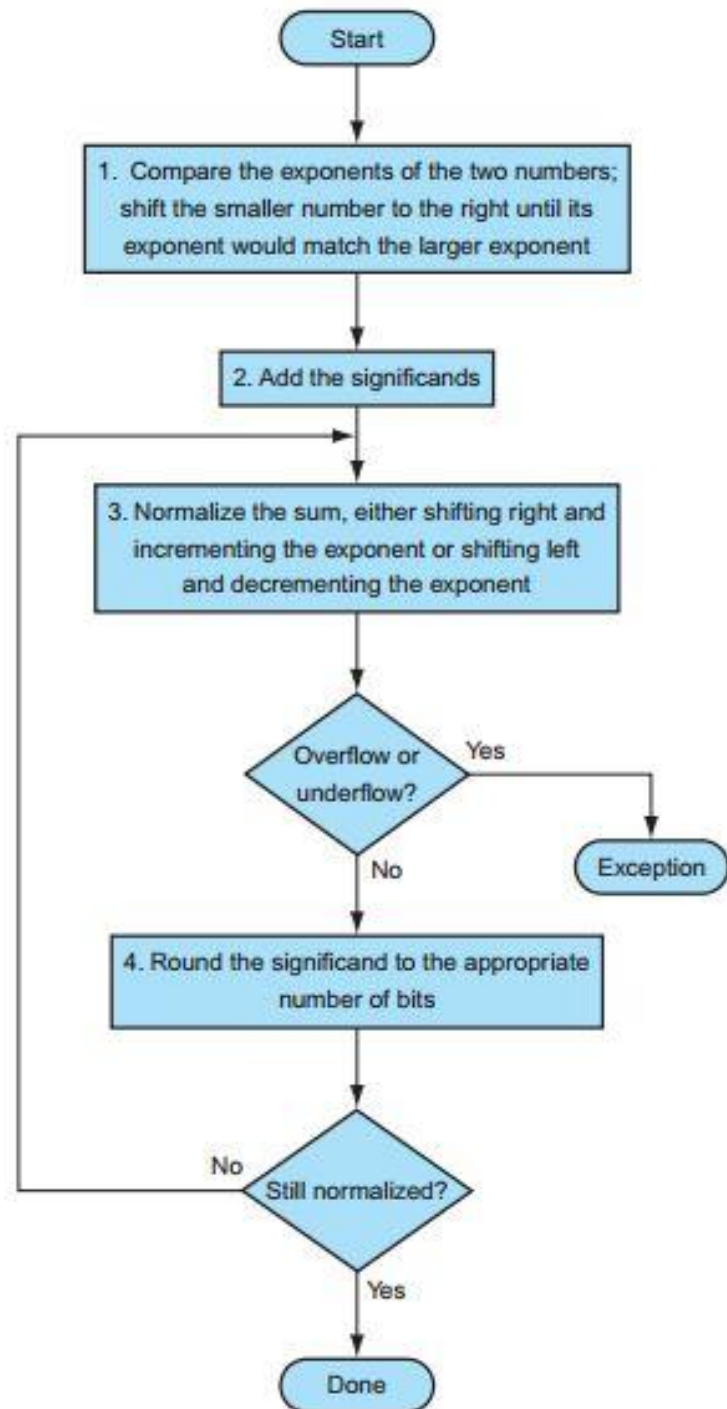 Start
1. Compare the exponents of the two numbers;
shift the smaller number to the right until its
exponent would match the larger exponent
2. Add the significands
3. Normalize the sum, either shifting right and
incrementing the exponent or shifting left
and decrementing the exponent
Overflow or
underflow?
Yes
No
Exception
4. Round the significand to the appropriate
number of bits
No
Still normalized?
Yes
Done